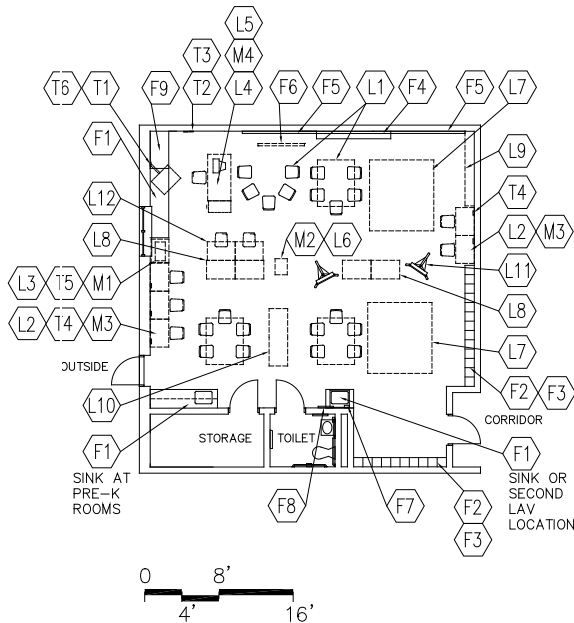 L5
T3 M4
T6 T1 F9 T2 L4 F6 F5 L1 F4 F5 L7
F1 L9
T4
L12
L8 M2 L6 L2 M3
L3 T5 M1 L11
L2 T4 M3 L8
L7
OUTSIDE
F2 F3
L10
CORRIDOR
STORAGE TOILET
F1 F1
SINK AT
PRE-K
ROOMS
SINK OR
SECOND
LAV
LOCATION
F8 F7 F2
F3
0 8'
4' 16'